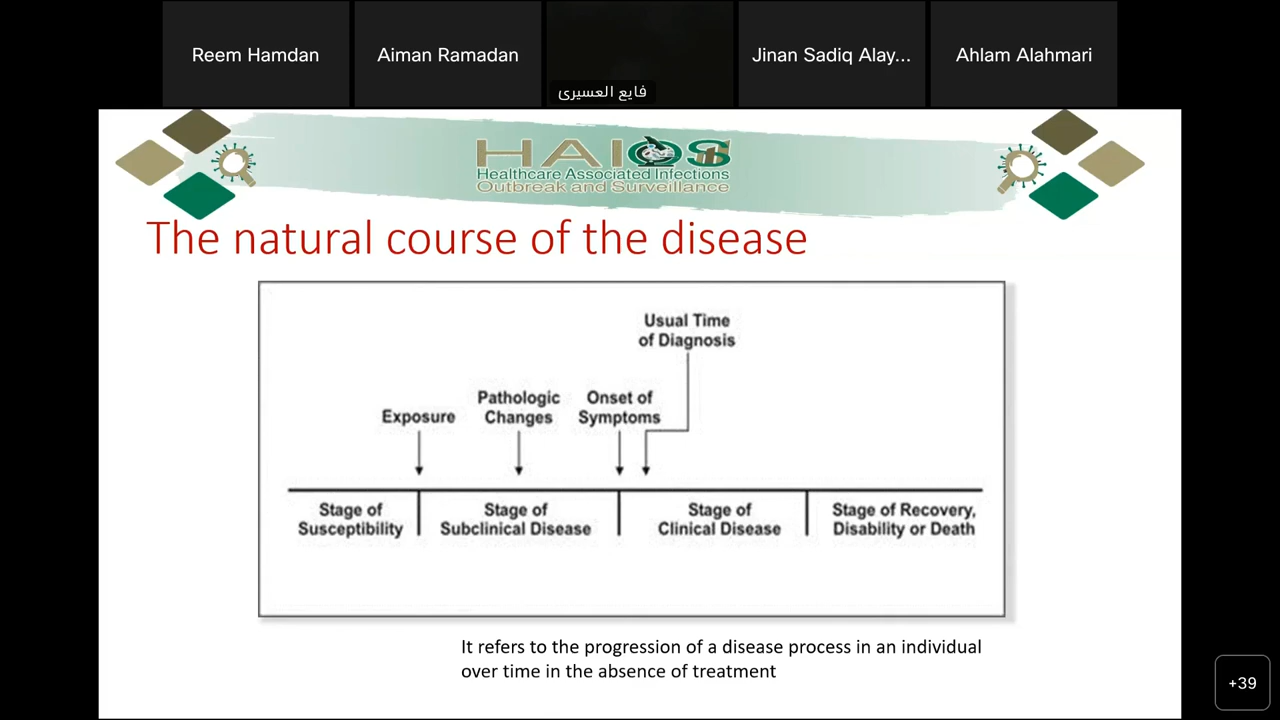 Reem Hamdan
Aiman Ramadan
فايع العسيري
Jinan Sadiq Alay...
Ahlam Alahmari
HAIOS
Healthcare Associated Infections
Outbreak and Surveillance
The natural course of the disease
Usual Time
of Diagnosis
Exposure
Pathologic
Changes
Onset of
Symptoms
Stage of
Susceptibility
Stage of
Subclinical Disease
Stage of
Clinical Disease
Stage of Recovery,
Disability or Death
It refers to the progression of a disease process in an individual
over time in the absence of treatment
+39